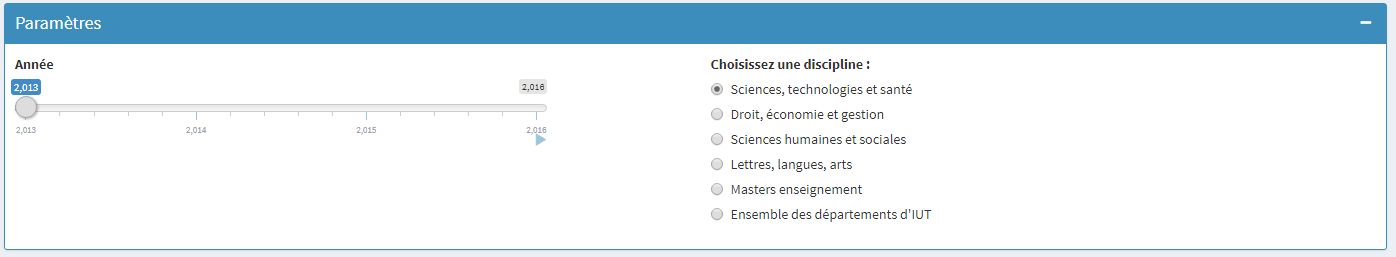 Paramètres
Année
2,013
2,016
2,013
2,014
2,015
2,016
Choisissez une discipline :
Sciences, technologies et santé
Droit, économie et gestion
Sciences humaines et sociales
Lettres, langues, arts
Masters enseignement
Ensemble des départements d'IUT